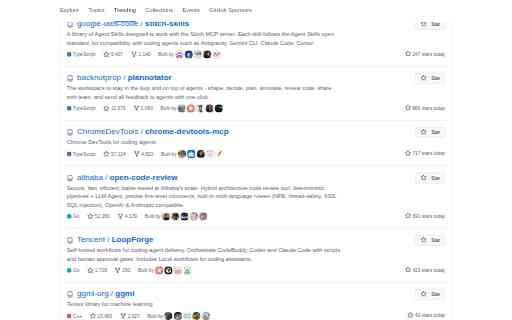 Explore Topics Trending Collections Events GitHub Sponsors
google-labs-code / stitch-skills
Star
A library of Agent Skills designed to work with the Stitch MCP server. Each skill follows the Agent Skills open
standard, for compatibility with coding agents such as Antigravity, Gemini CLI, Claude Code, Cursor.
TypeScript Built by 247 stars today
backnotprop / plannotator
Star
The workspace to stay in the loop and on top of agents - shape, decide, plan, annotate, review code, share
with team, and send all feedback to agents with one click.
TypeScript Built by
ChromeDevTools / chrome-devtools-mcp
Star
Chrome DevTools for coding agents
TypeScript Built by 717 stars today
alibaba / open-code-review
Star
Secure, fast, efficient, battle-tested at Alibaba's scale. Hybrid architecture code review tool: deterministic
pipelines + LLM Agent, precise line-level comments, built-in multi-language rulesets (NPE, thread-safety, XSS,
SQL injection), OpenAI & Anthropic compatible.
Go Built by stars today
Tencent / LoopForge
Star
Self-hosted workflows for coding-agent delivery. Orchestrate CodeBuddy, Codex and Claude Code with scripts
and human approval gates. Includes Local workflows for coding assistants.
Go Built by stars today
ggml-org / ggml
Star
Tensor library for machine learning
C++ Built by stars today